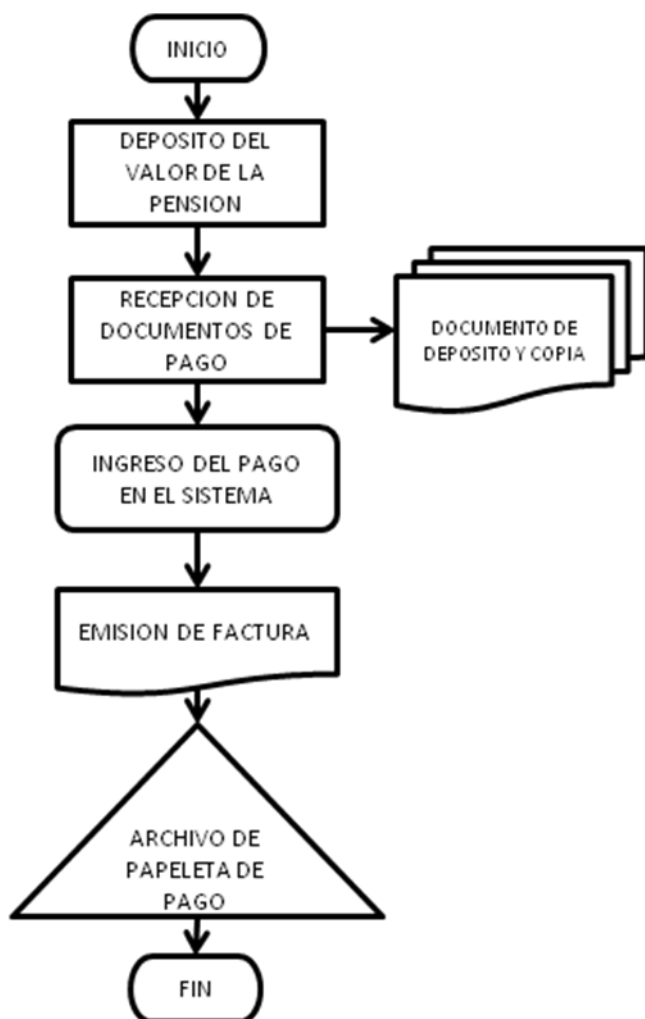 INICIO
DEPOSITO DEL
VALOR DE LA
PENSION
RECEPCION DE
DOCUMENTOS DE
PAGO
DOCUMENTO DE
DEPOSITO Y COPIA
INGRESO DEL PAGO
EN EL SISTEMA
EMISION DE FACTURA
ARCHIVO DE
PAPELETA DE
PAGO
FIN